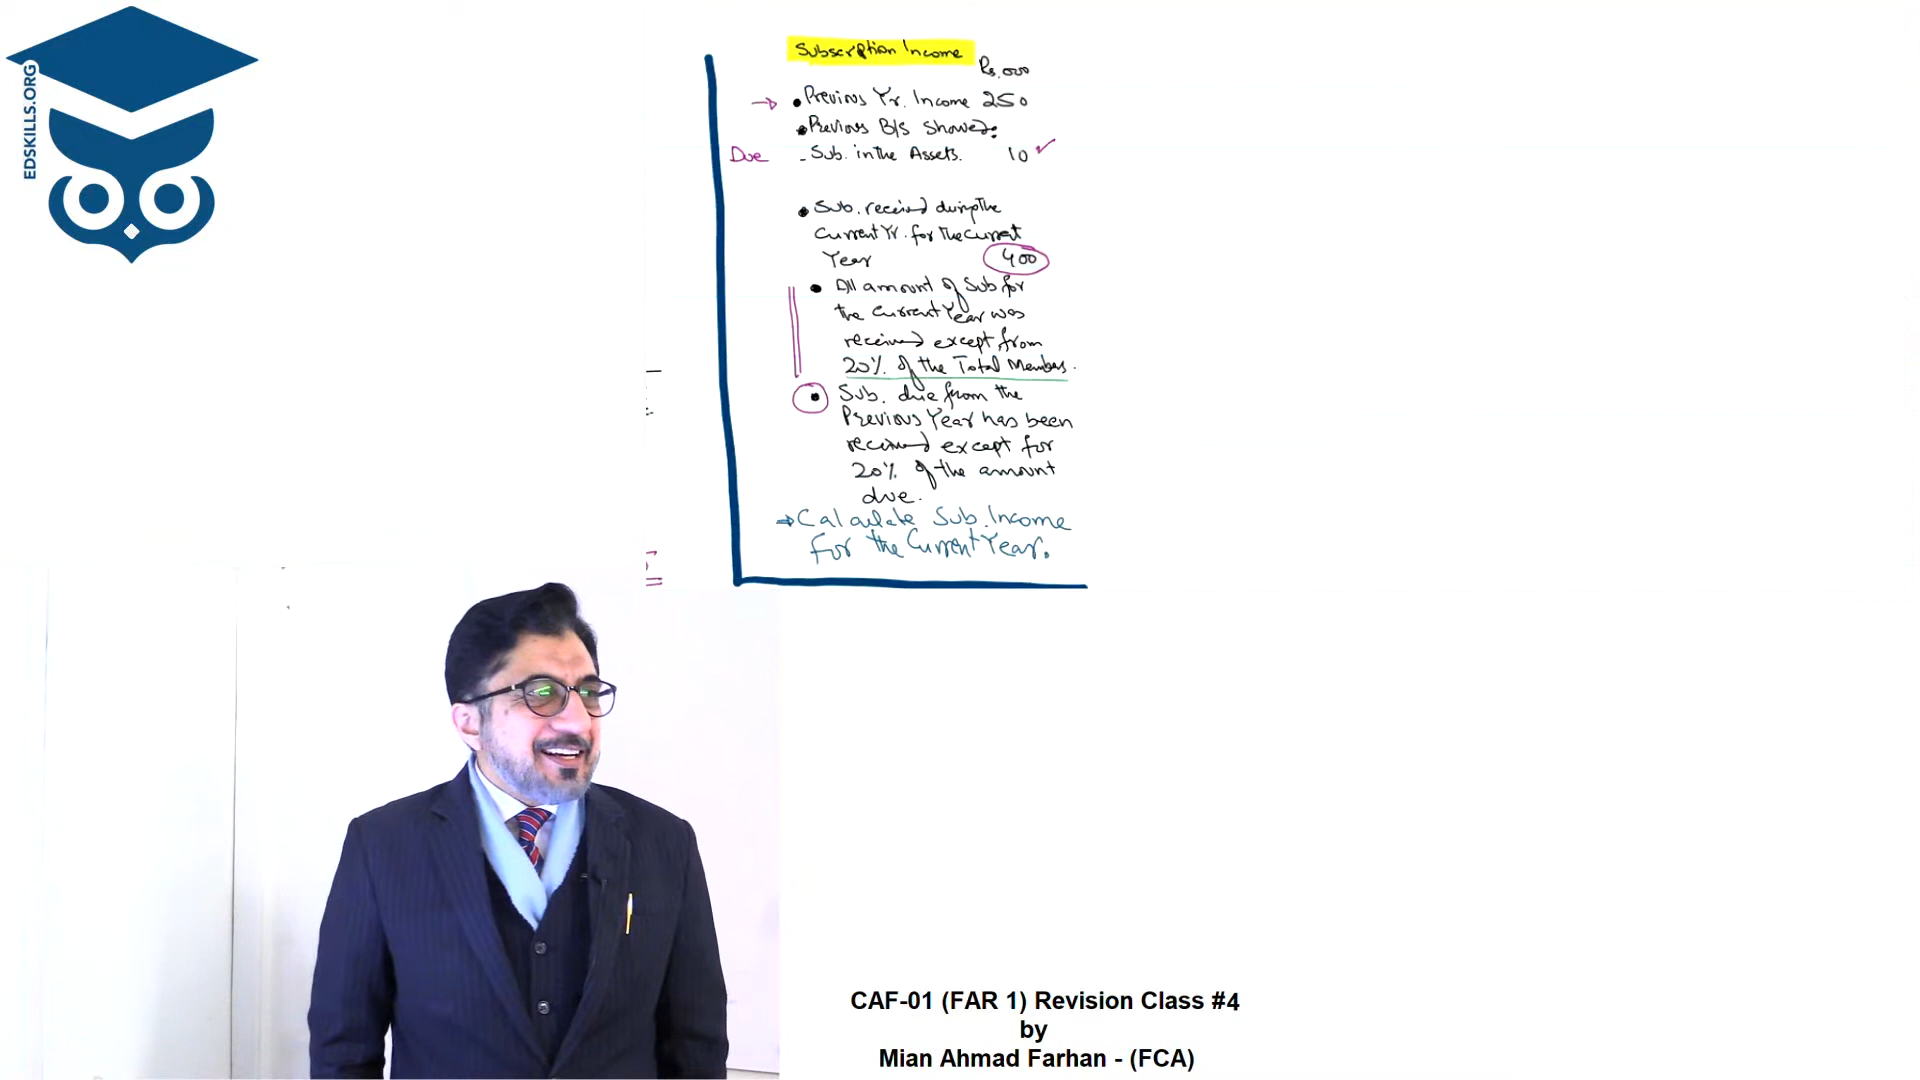 EDSKILLS.ORG
Subscription Income
Rs.000
→ • Previous Yr. Income 250
• Previous B/S Showed:
Due - Sub. in the Assets. 10 ✓
• Sub. received during the
Current Yr. for the Current
Year 400
• All amount of Sub for
the Current Year was
received except from
20% of the Total Members.
• Sub. due from the
Previous Year has been
received except for
20% of the amount
due.
→ Calculate Sub. Income
for the Current Year.
CAF-01 (FAR 1) Revision Class #4
by
Mian Ahmad Farhan - (FCA)